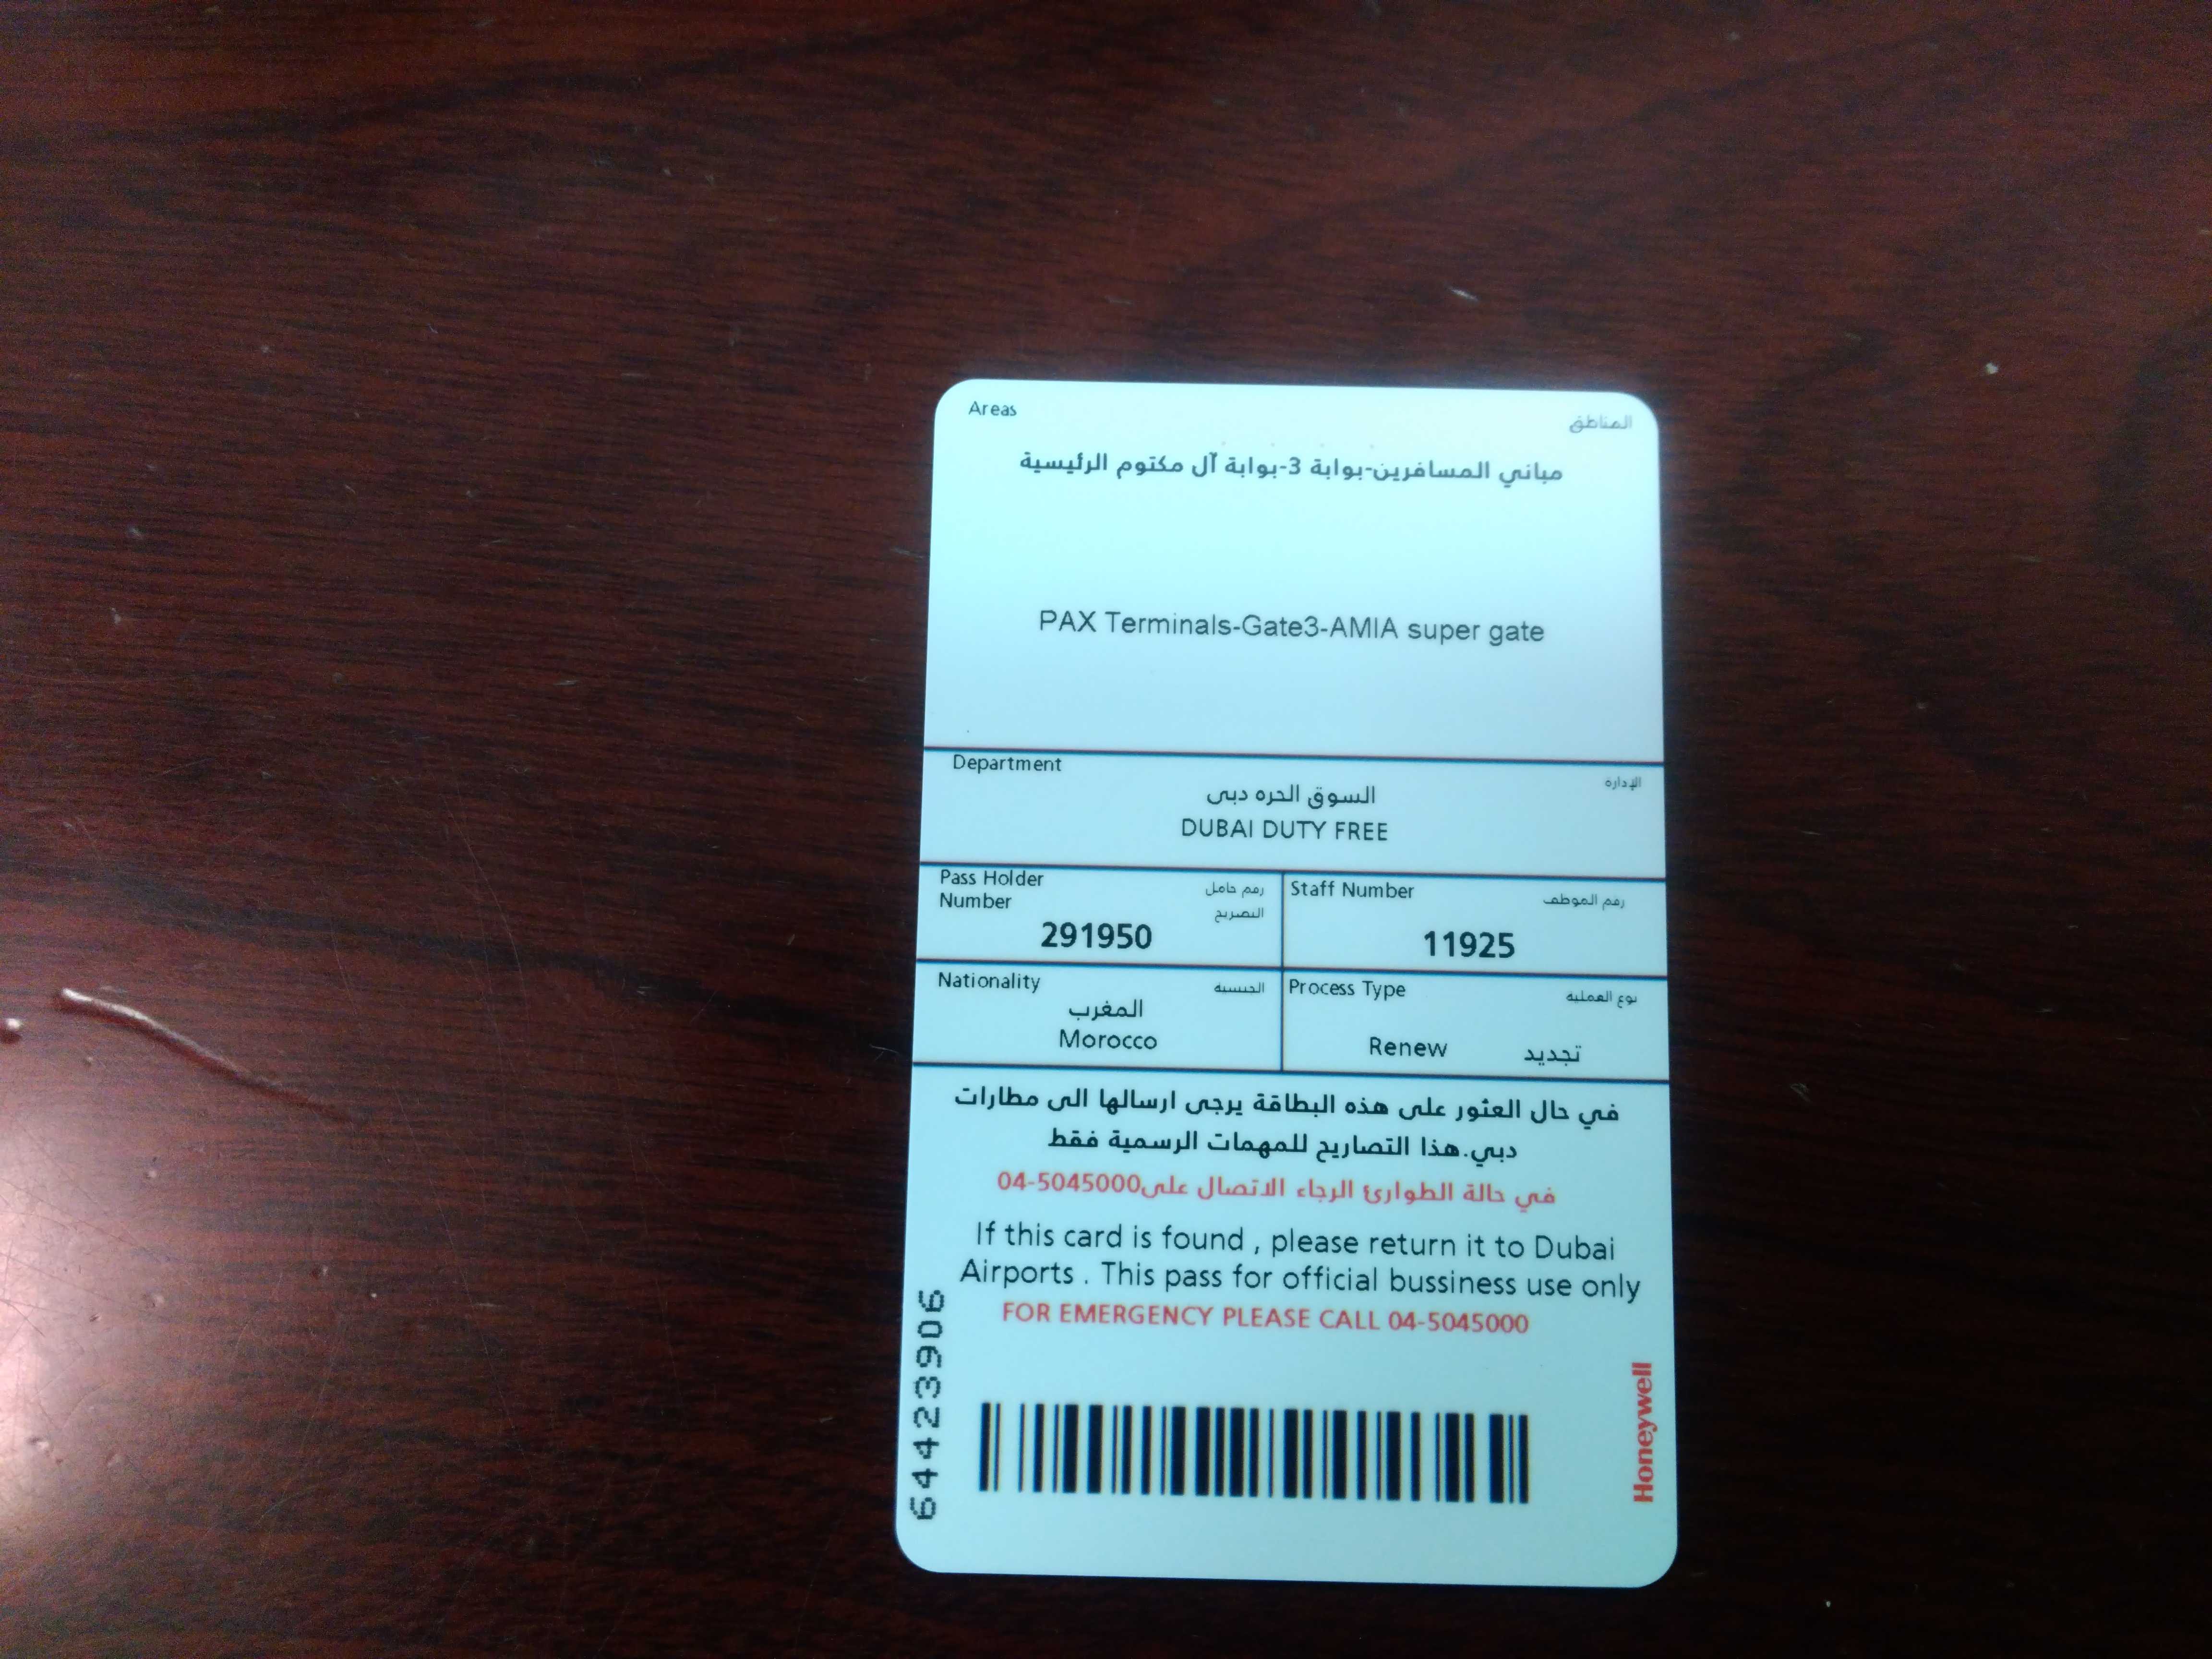 Areas المناطق
مباني المسافرين-بوابة 3-بوابة آل مكتوم الرئيسية
PAX Terminals-Gate3-AMIA super gate
Department الإدارة
السوق الحره دبى
DUBAI DUTY FREE
Pass Holder رقم حامل
Number التصريح
291950
Staff Number رقم الموظف
11925
Nationality الجنسية
المغرب
Morocco
Process Type نوع العملية
Renew تجديد
في حال العثور على هذه البطاقة يرجى ارسالها الى مطارات
دبي.هذا التصاريح للمهمات الرسمية فقط
في حالة الطوارئ الرجاء الاتصال على04-5045000
If this card is found , please return it to Dubai
Airports . This pass for official bussiness use only
FOR EMERGENCY PLEASE CALL 04-5045000
64423906
Honeywell